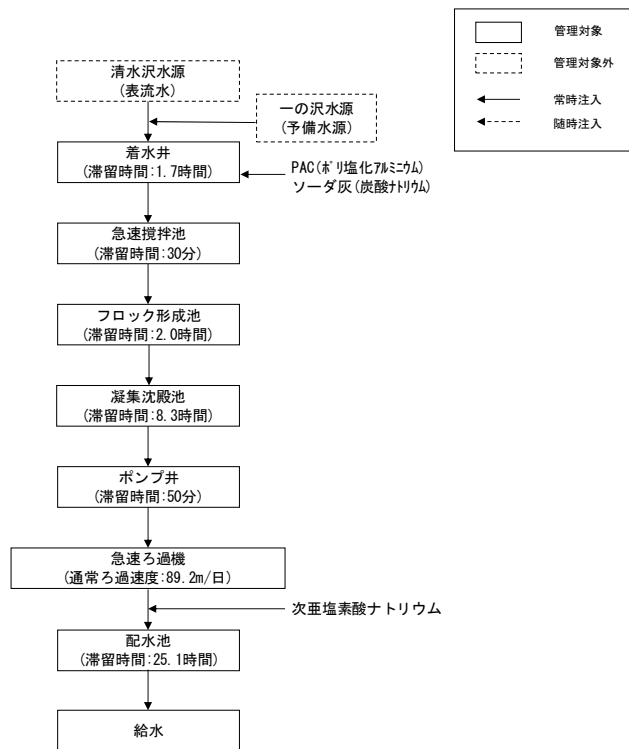 管理対象
管理対象外
常時注入
随時注入
清水沢水源
(表流水)
一の沢水源
(予備水源)
着水井
(滞留時間:1.7時間)
PAC(ﾎﾟﾘ塩化ｱﾙﾐﾆｳﾑ)
ソーダ灰(炭酸ﾅﾄﾘｳﾑ)
急速撹拌池
(滞留時間:30分)
フロック形成池
(滞留時間:2.0時間)
凝集沈殿池
(滞留時間:8.3時間)
ポンプ井
(滞留時間:50分)
急速ろ過機
(通常ろ過速度:89.2m/日)
次亜塩素酸ナトリウム
配水池
(滞留時間:25.1時間)
給水